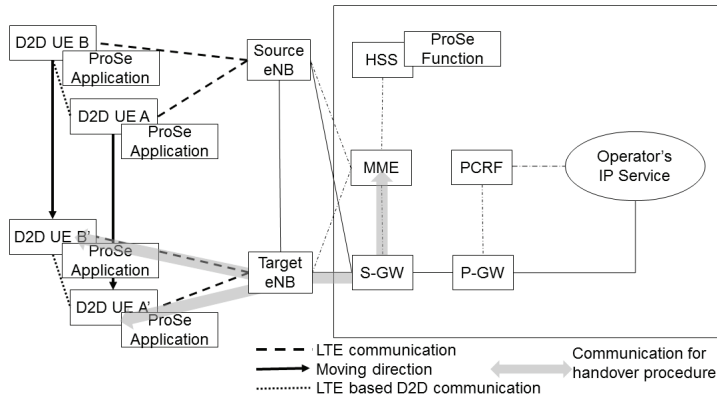 D2D UE B
ProSe
Application
D2D UE A
ProSe
Application
Source
eNB
HSS
ProSe
Function
MME
PCRF
Operator's
IP Service
D2D UE B'
ProSe
Application
D2D UE A'
ProSe
Application
Target
eNB
S-GW
P-GW
LTE communication
Moving direction
LTE based D2D communication
Communication for
handover procedure